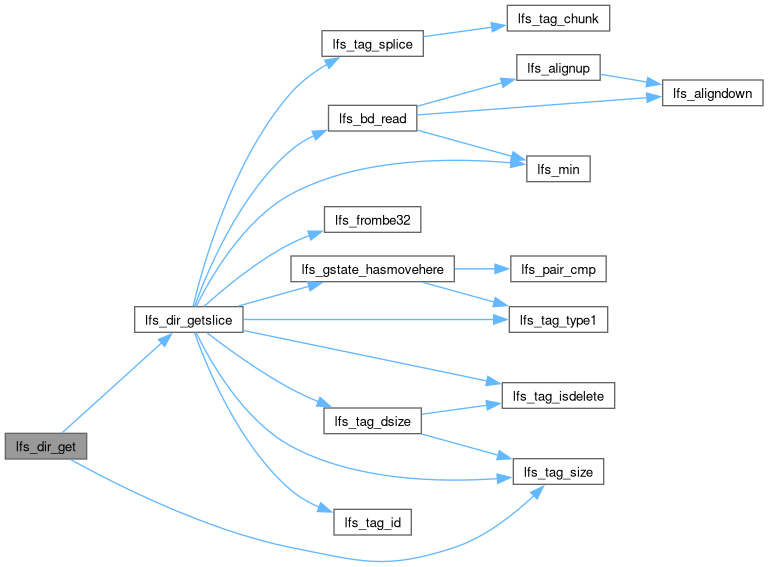 lfs_tag_chunk
lfs_tag_splice
lfs_alignup
lfs_aligndown
lfs_bd_read
lfs_min
lfs_frombe32
lfs_gstate_hasmovehere
lfs_pair_cmp
lfs_dir_getslice
lfs_tag_type1
lfs_tag_isdelete
lfs_tag_dsize
lfs_dir_get
lfs_tag_size
lfs_tag_id